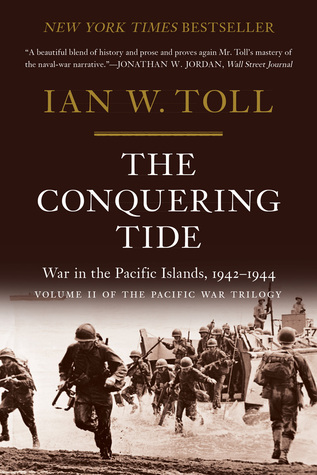 NEW YORK TIMES BESTSELLER
“A beautiful blend of history and prose and proves again Mr. Toll’s mastery of
the naval-war narrative.”—JONATHAN W. JORDAN, Wall Street Journal
IAN W. TOLL
THE
CONQUERING
TIDE
War in the Pacific Islands, 1942–1944
VOLUME II OF THE PACIFIC WAR TRILOGY